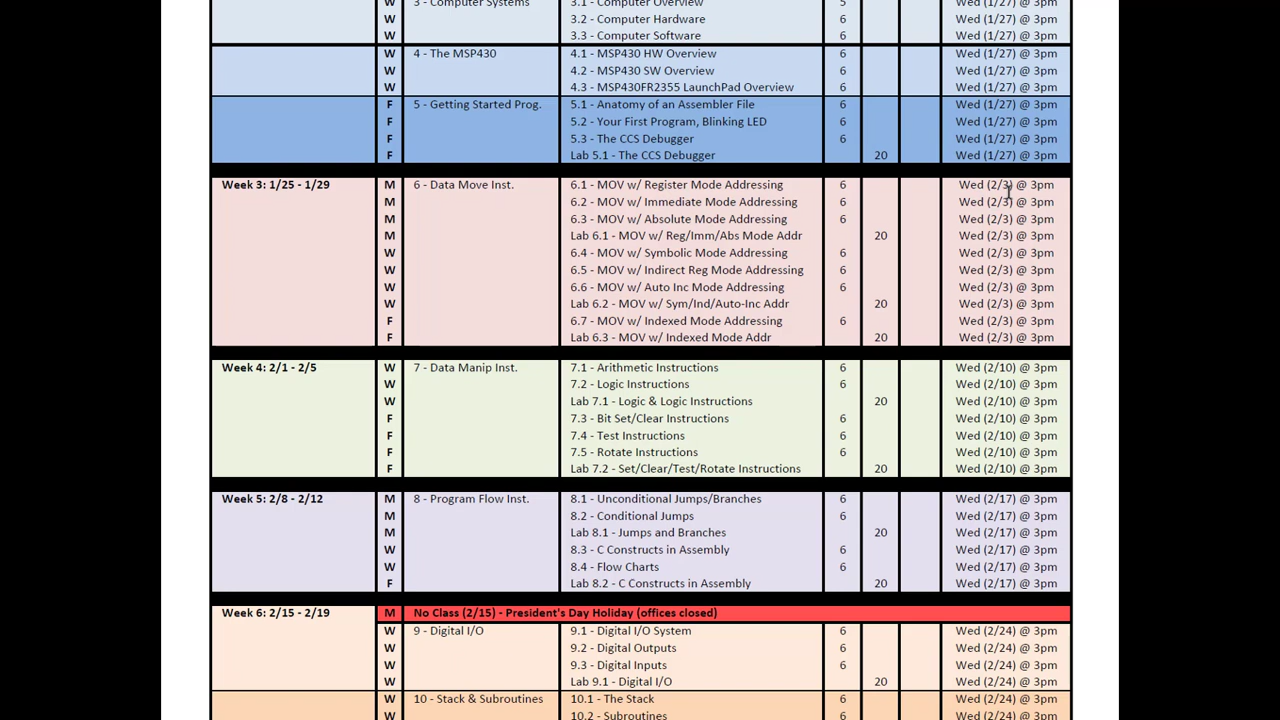 W 3 - Computer Systems 3.1 - Computer Overview 5 Wed (1/27) @ 3pm
W 3.2 - Computer Hardware 6 Wed (1/27) @ 3pm
W 3.3 - Computer Software 6 Wed (1/27) @ 3pm
W 4 - The MSP430 4.1 - MSP430 HW Overview 6 Wed (1/27) @ 3pm
W 4.2 - MSP430 SW Overview 6 Wed (1/27) @ 3pm
W 4.3 - MSP430FR2355 LaunchPad Overview 6 Wed (1/27) @ 3pm
F 5 - Getting Started Prog. 5.1 - Anatomy of an Assembler File 6 Wed (1/27) @ 3pm
F 5.2 - Your First Program, Blinking LED 6 Wed (1/27) @ 3pm
F 5.3 - The CCS Debugger 6 Wed (1/27) @ 3pm
F Lab 5.1 - The CCS Debugger 20 Wed (1/27) @ 3pm
Week 3: 1/25 - 1/29 M 6 - Data Move Inst. 6.1 - MOV w/ Register Mode Addressing 6 Wed (2/3) @ 3pm
M 6.2 - MOV w/ Immediate Mode Addressing 6 Wed (2/3) @ 3pm
M 6.3 - MOV w/ Absolute Mode Addressing 6 Wed (2/3) @ 3pm
M Lab 6.1 - MOV w/ Reg/Imm/Abs Mode Addr 20 Wed (2/3) @ 3pm
W 6.4 - MOV w/ Symbolic Mode Addressing 6 Wed (2/3) @ 3pm
W 6.5 - MOV w/ Indirect Reg Mode Addressing 6 Wed (2/3) @ 3pm
W 6.6 - MOV w/ Auto Inc Mode Addressing 6 Wed (2/3) @ 3pm
W Lab 6.2 - MOV w/ Sym/Ind/Auto-Inc Addr 20 Wed (2/3) @ 3pm
F 6.7 - MOV w/ Indexed Mode Addressing 6 Wed (2/3) @ 3pm
F Lab 6.3 - MOV w/ Indexed Mode Addr 20 Wed (2/3) @ 3pm
Week 4: 2/1 - 2/5 W 7 - Data Manip Inst. 7.1 - Arithmetic Instructions 6 Wed (2/10) @ 3pm
W 7.2 - Logic Instructions 6 Wed (2/10) @ 3pm
W Lab 7.1 - Logic & Logic Instructions 20 Wed (2/10) @ 3pm
F 7.3 - Bit Set/Clear Instructions 6 Wed (2/10) @ 3pm
F 7.4 - Test Instructions 6 Wed (2/10) @ 3pm
F 7.5 - Rotate Instructions 6 Wed (2/10) @ 3pm
F Lab 7.2 - Set/Clear/Test/Rotate Instructions 20 Wed (2/10) @ 3pm
Week 5: 2/8 - 2/12 M 8 - Program Flow Inst. 8.1 - Unconditional Jumps/Branches 6 Wed (2/17) @ 3pm
M 8.2 - Conditional Jumps 6 Wed (2/17) @ 3pm
M Lab 8.1 - Jumps and Branches 20 Wed (2/17) @ 3pm
W 8.3 - C Constructs in Assembly 6 Wed (2/17) @ 3pm
W 8.4 - Flow Charts 6 Wed (2/17) @ 3pm
F Lab 8.2 - C Constructs in Assembly 20 Wed (2/17) @ 3pm
Week 6: 2/15 - 2/19 M No Class (2/15) - President's Day Holiday (offices closed)
W 9 - Digital I/O 9.1 - Digital I/O System 6 Wed (2/24) @ 3pm
W 9.2 - Digital Outputs 6 Wed (2/24) @ 3pm
W 9.3 - Digital Inputs 6 Wed (2/24) @ 3pm
W Lab 9.1 - Digital I/O 20 Wed (2/24) @ 3pm
W 10 - Stack & Subroutines 10.1 - The Stack 6 Wed (2/24) @ 3pm
W 10.2 - Subroutines 6 Wed (2/24) @ 3pm